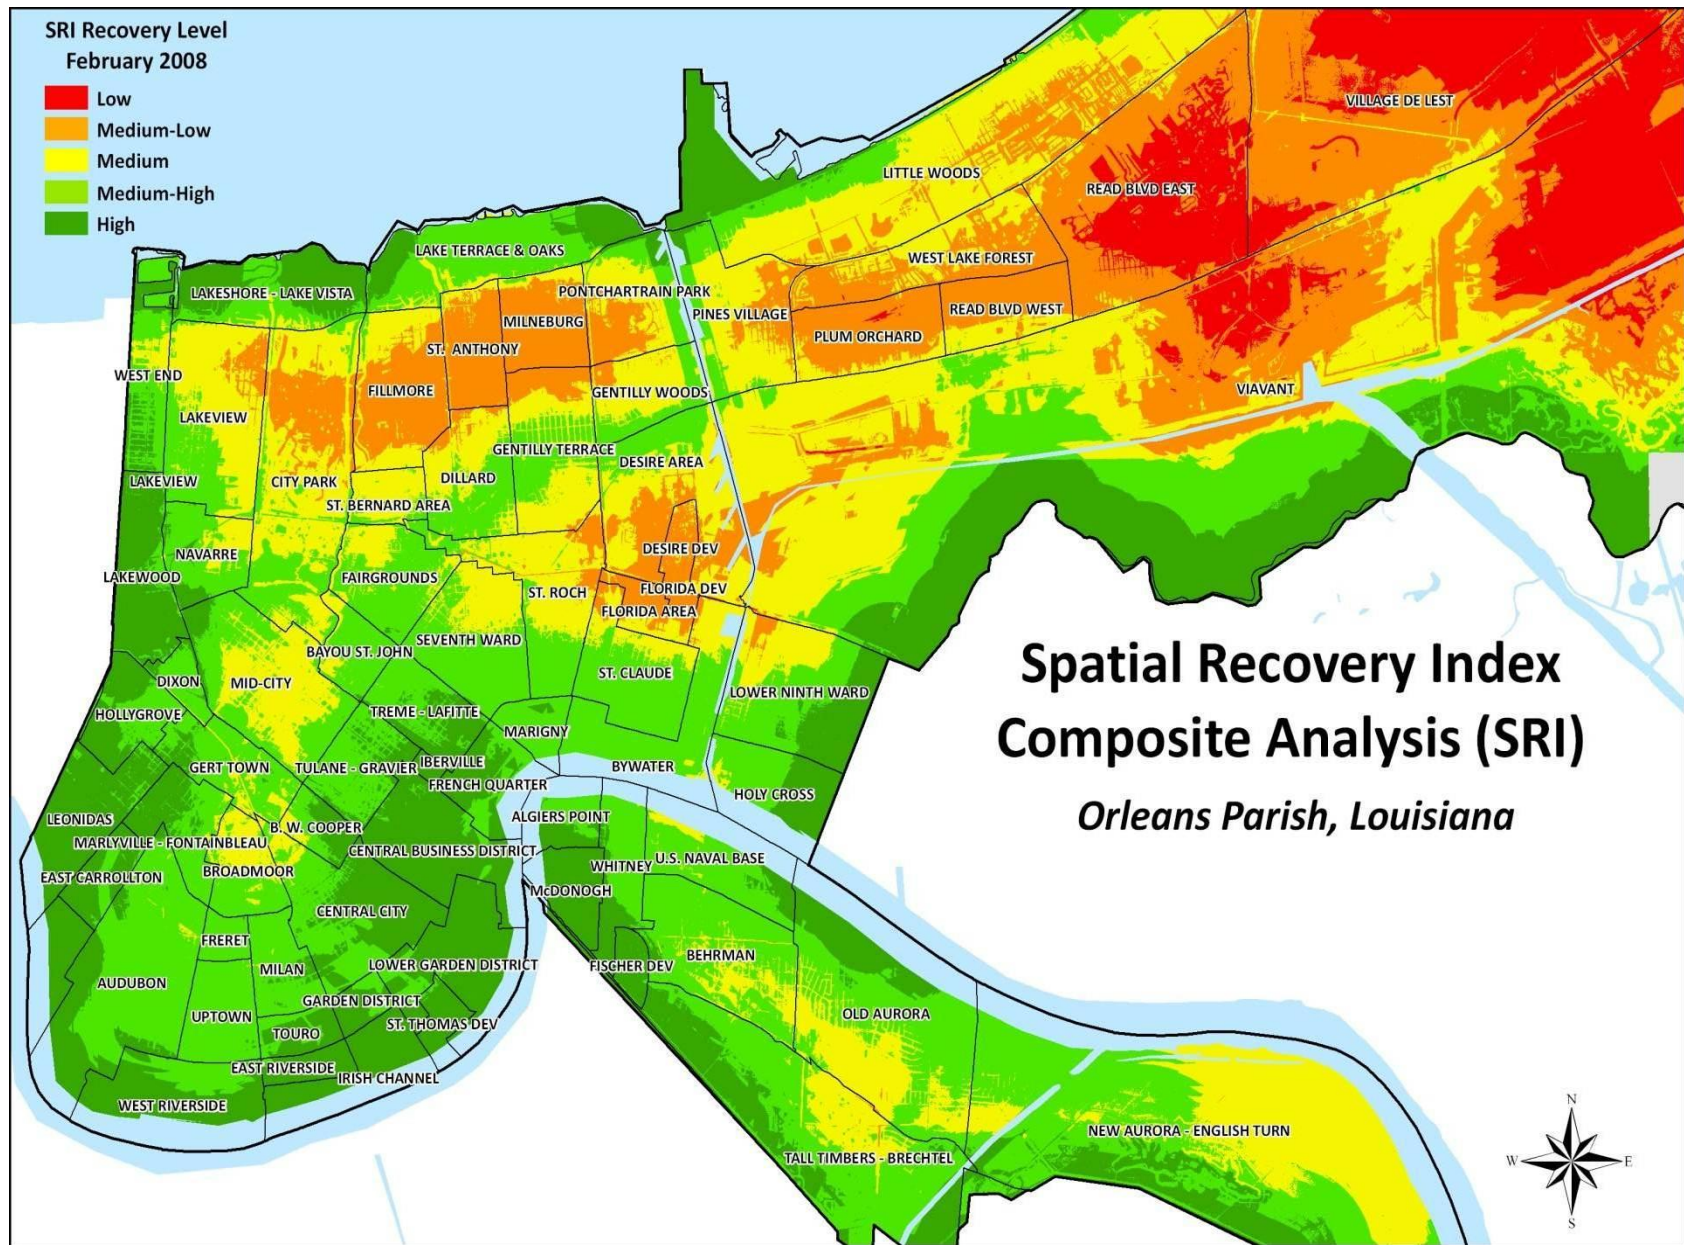 SRI Recovery Level
February 2008
Low
Medium-Low
Medium
Medium-High
High
VILLAGE DE LEST
LITTLE WOODS
READ BLVD EAST
LAKE TERRACE & OAKS
WEST LAKE FOREST
LAKESHORE - LAKE VISTA
PONTCHARTRAIN PARK
PINES VILLAGE
READ BLVD WEST
MILNEBURG
PLUM ORCHARD
ST. ANTHONY
WEST END
FILLMORE
GENTILLY WOODS
VIAVANT
LAKEVIEW
GENTILLY TERRACE
DESIRE AREA
LAKEVIEW
CITY PARK
DILLARD
ST. BERNARD AREA
NAVARRE
DESIRE DEV
LAKEWOOD
FAIRGROUNDS
ST. ROCH
FLORIDA DEV
FLORIDA AREA
SEVENTH WARD
BAYOU ST. JOHN
DIXON
MID-CITY
ST. CLAUDE
LOWER NINTH WARD
HOLLYGROVE
TREME - LAFITTE
MARIGNY
Spatial Recovery Index
Composite Analysis (SRI)
Orleans Parish, Louisiana
GERT TOWN
TULANE - GRAVIER
IBERVILLE
BYWATER
FRENCH QUARTER
HOLY CROSS
LEONIDAS
ALGIERS POINT
B. W. COOPER
MARLYVILLE - FONTAINBLEAU
CENTRAL BUSINESS DISTRICT
U.S. NAVAL BASE
EAST CARROLLTON
BROADMOOR
WHITNEY
McDONOGH
CENTRAL CITY
FRERET
BEHRMAN
MILAN
LOWER GARDEN DISTRICT
FISCHER DEV
AUDUBON
GARDEN DISTRICT
UPTOWN
OLD AURORA
TOURO
ST. THOMAS DEV
EAST RIVERSIDE
IRISH CHANNEL
WEST RIVERSIDE
NEW AURORA - ENGLISH TURN
TALL TIMBERS - BRECHTEL
N
W
E
S